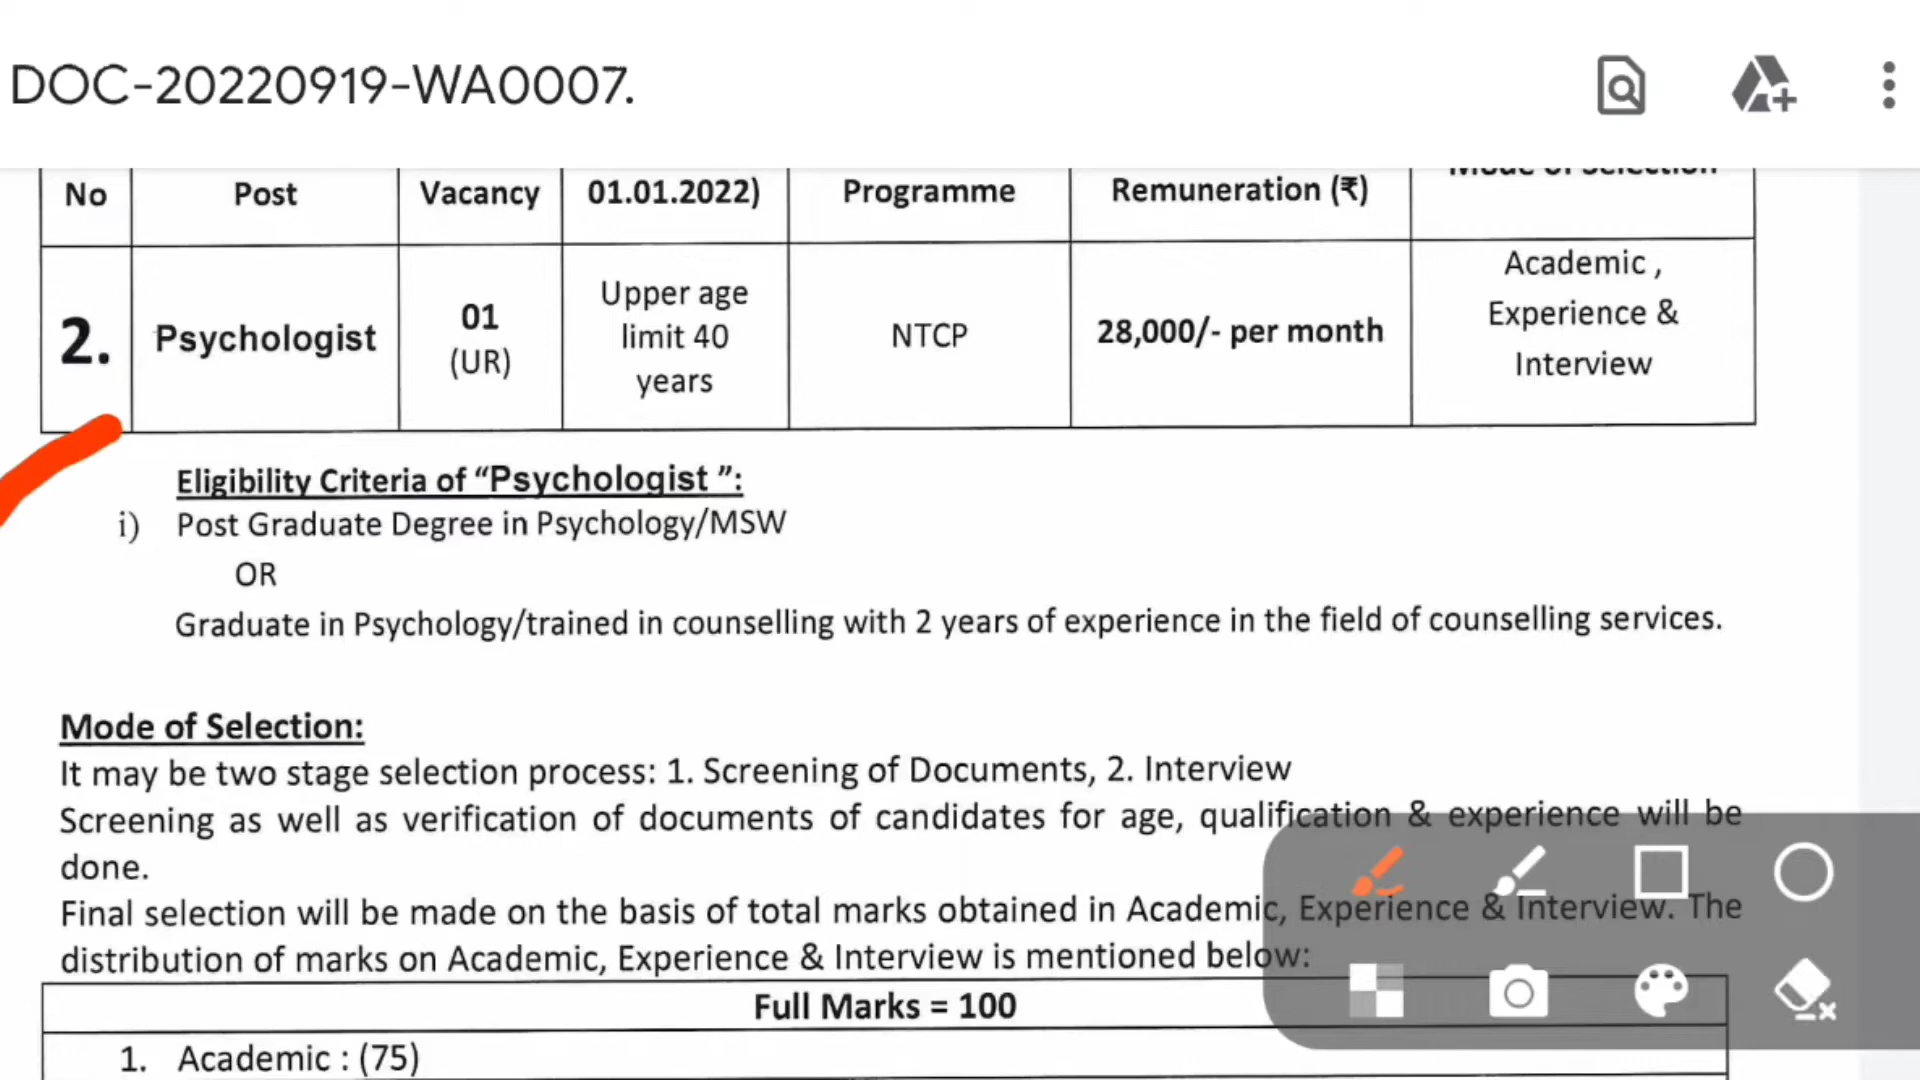 DOC-20220919-WA0007.
No Post Vacancy 01.01.2022) Programme Remuneration (₹) Mode of Selection
2. Psychologist 01 (UR) Upper age limit 40 years NTCP 28,000/- per month Academic , Experience & Interview
Eligibility Criteria of “Psychologist ”:
i) Post Graduate Degree in Psychology/MSW
OR
Graduate in Psychology/trained in counselling with 2 years of experience in the field of counselling services.
Mode of Selection:
It may be two stage selection process: 1. Screening of Documents, 2. Interview
Screening as well as verification of documents of candidates for age, qualification & experience will be
done.
Final selection will be made on the basis of total marks obtained in Academic, Experience & Interview. The
distribution of marks on Academic, Experience & Interview is mentioned below:
Full Marks = 100
1. Academic : (75)